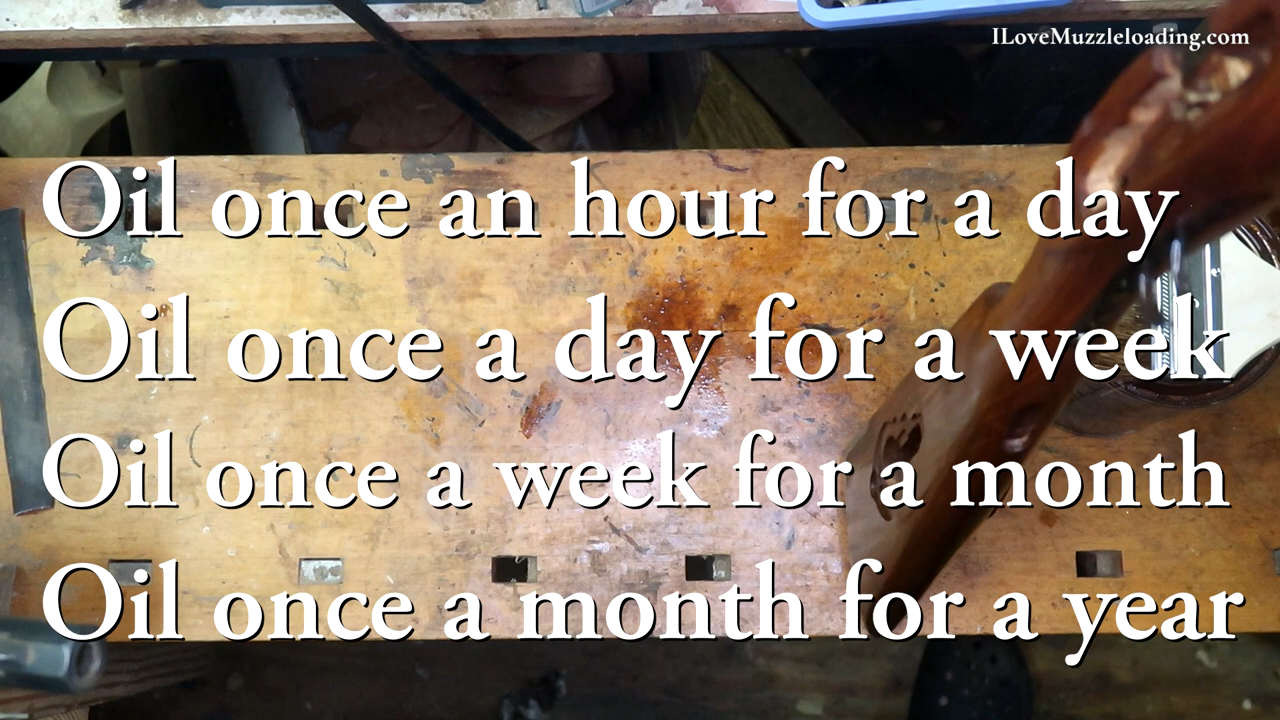 ILoveMuzzleloading.com
Oil once an hour for a day
Oil once a day for a week
Oil once a week for a month
Oil once a month for a year